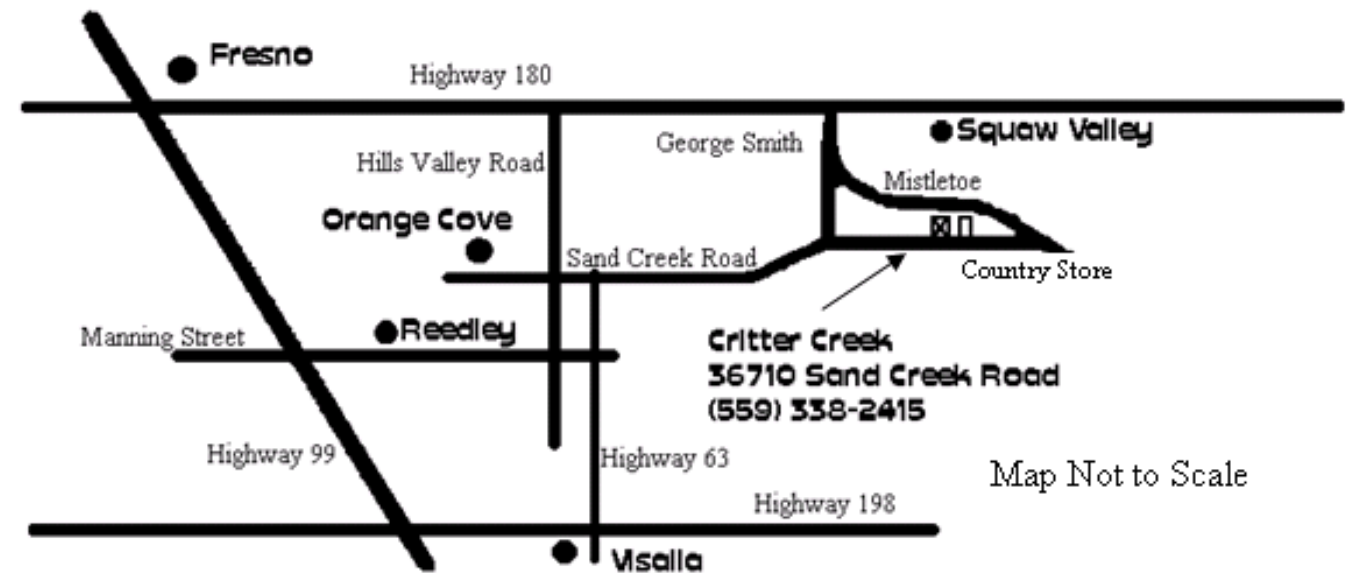 Fresno
Highway 180
Squaw Valley
George Smith
Hills Valley Road
Mistletoe
Orange Cove
Sand Creek Road
Country Store
Manning Street
Reedley
Critter Creek
36710 Sand Creek Road
(559) 338-2415
Highway 99
Highway 63
Map Not to Scale
Highway 198
Visalia